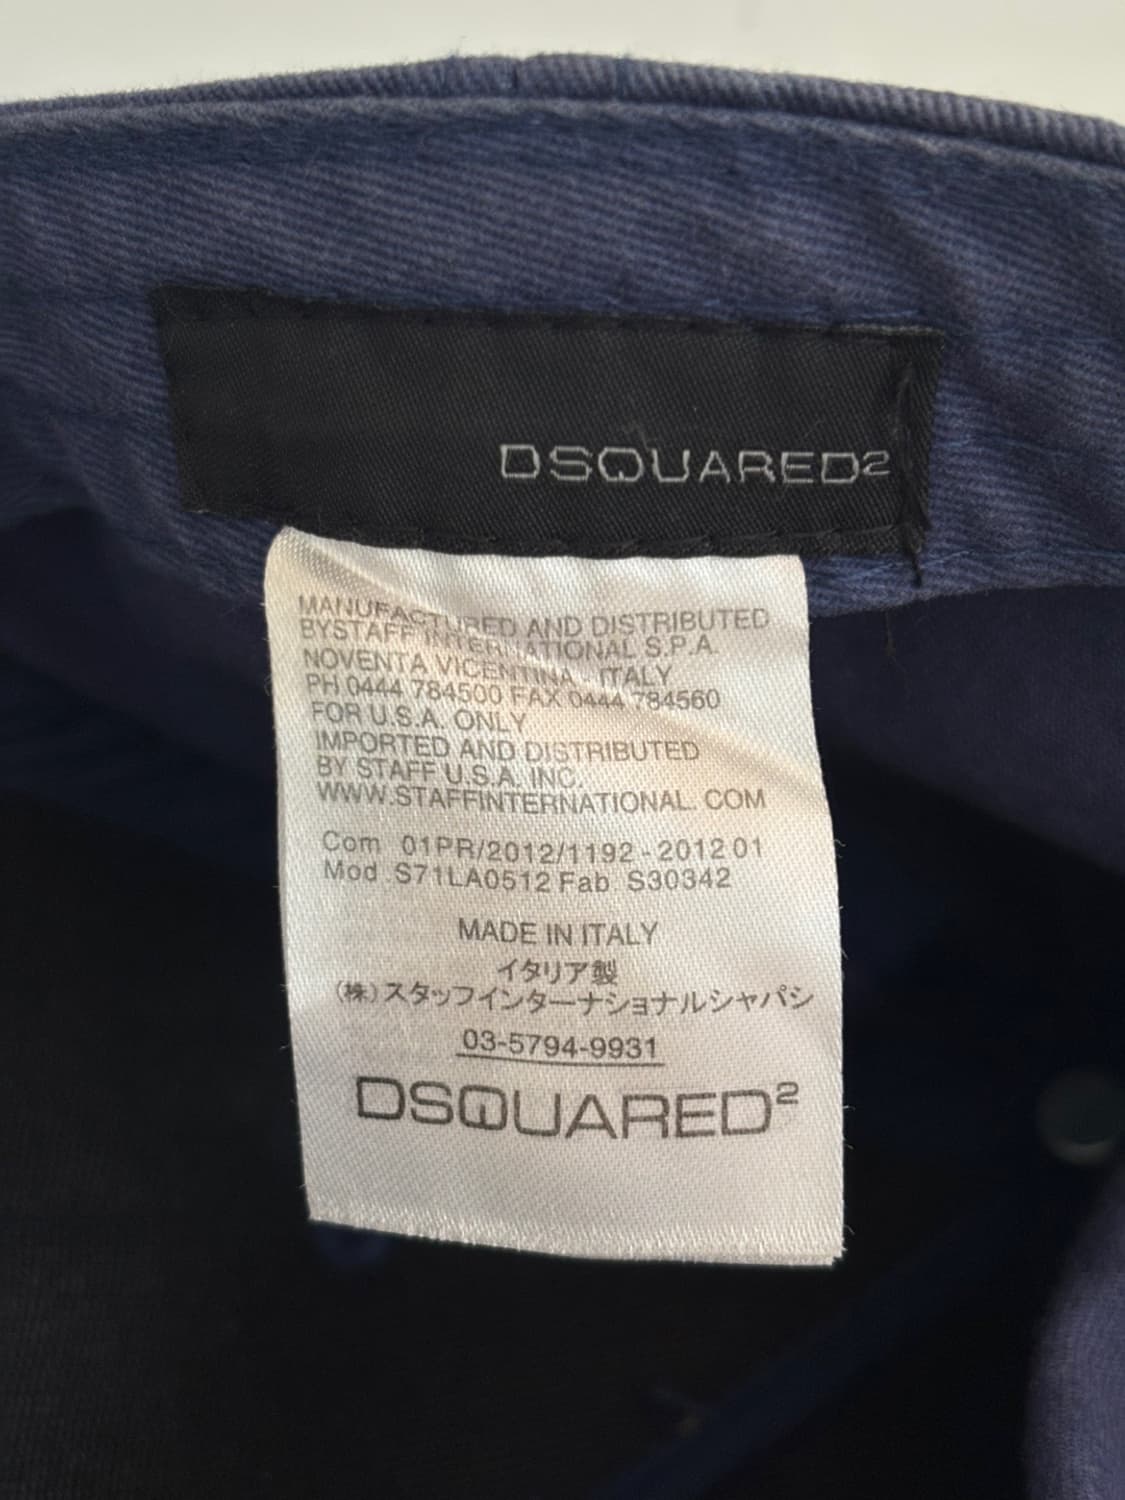 DSQUARED2
MANUFACTURED AND DISTRIBUTED
BYSTAFF INTERNATIONAL S.P.A.
NOVENTA VICENTINA - ITALY
PH 0444 784500 FAX 0444 784560
FOR U.S.A. ONLY
IMPORTED AND DISTRIBUTED
BY STAFF U.S.A. INC.
WWW.STAFFINTERNATIONAL. COM
Com 01PR/2012/1192 - 2012 01
Mod S71LA0512 Fab S30342
MADE IN ITALY
イタリア製
(株)スタッフインターナショナルシャパシ
03-5794-9931
DSQUARED2